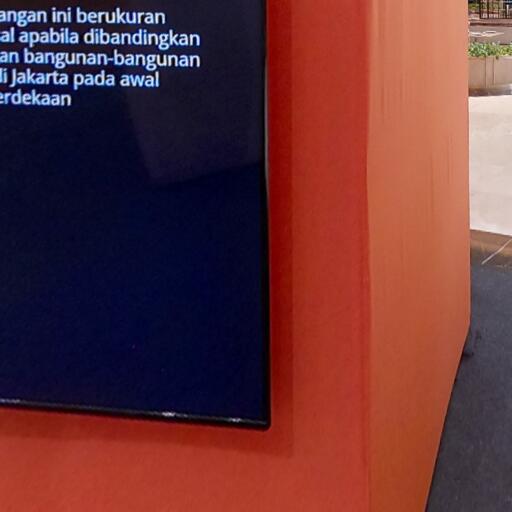 angan ini berukuran
al apabila dibandingkan
an bangunan-bangunan
di Jakarta pada awal
erdekaan